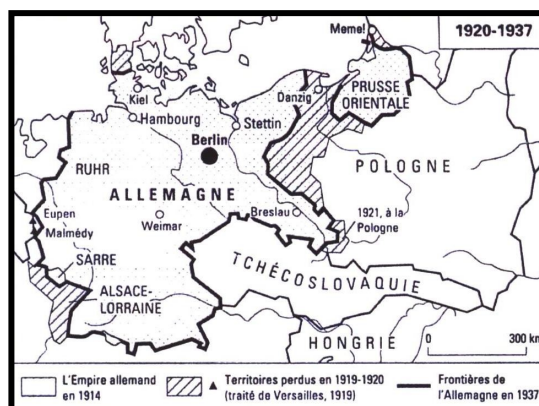 1920-1937
Memel
PRUSSE
ORIENTALE
Danzig
Kiel
Hambourg
Stettin
Berlin
RUHR
POLOGNE
ALLEMAGNE
Eupen
Malmédy
Weimar
Breslau
1921, à la
Pologne
SARRE
TCHÉCOSLOVAQUIE
ALSACE-
LORRAINE
HONGRIE
0 300 km
L'Empire allemand
en 1914
Territoires perdus en 1919-1920
(traité de Versailles, 1919)
Frontières de
l'Allemagne en 1937